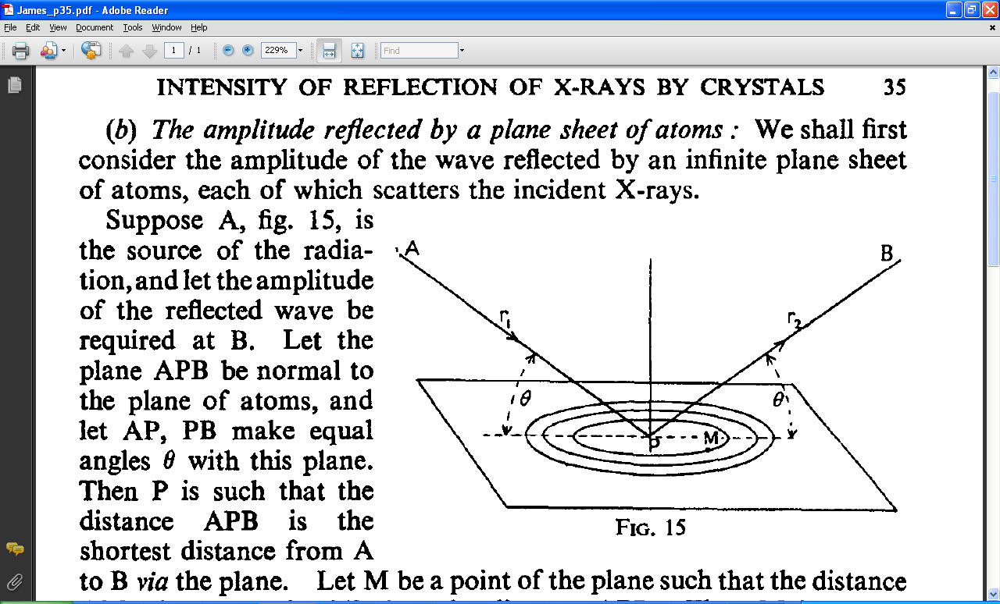 James_p35.pdf - Adobe Reader
File Edit View Document Tools Window Help
1 / 1 229% Find
INTENSITY OF REFLECTION OF X-RAYS BY CRYSTALS 35
(b) The amplitude reflected by a plane sheet of atoms : We shall first
consider the amplitude of the wave reflected by an infinite plane sheet
of atoms, each of which scatters the incident X-rays.
Suppose A, fig. 15, is
the source of the radia-
tion, and let the amplitude
of the reflected wave be
required at B. Let the
plane APB be normal to
the plane of atoms, and
let AP, PB make equal
angles θ with this plane.
Then P is such that the
distance APB is the
shortest distance from A
to B via the plane. Let M be a point of the plane such that the distance
A B
r₁ r₂
θ θ
P M
FIG. 15